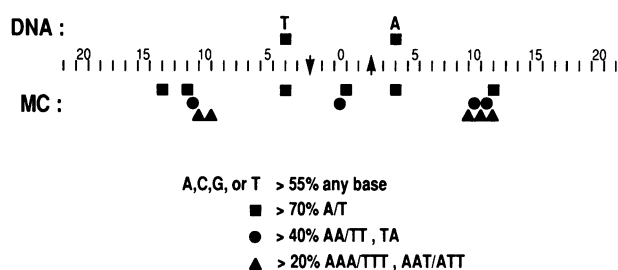 T A
DNA :
20 15 10 5 0 5 10 15 20
MC :
A,C,G, or T > 55% any base
> 70% A/T
> 40% AA/TT , TA
> 20% AAA/TTT , AAT/ATT